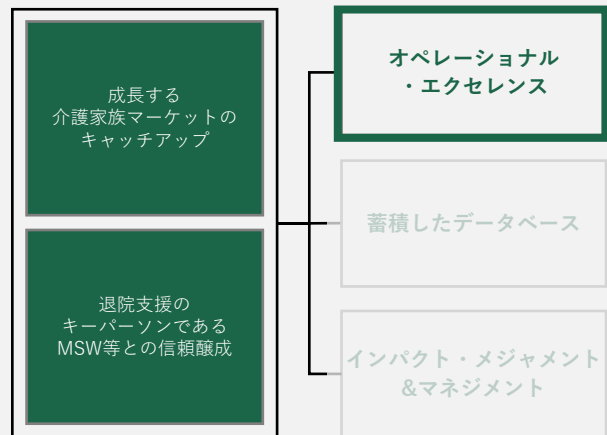 成長する
介護家族マーケットの
キャッチアップ
退院支援の
キーパーソンである
MSW等との信頼醸成
オペレーショナル
・エクセレンス
蓄積したデータベース
インパクト・メジャメント
&マネジメント